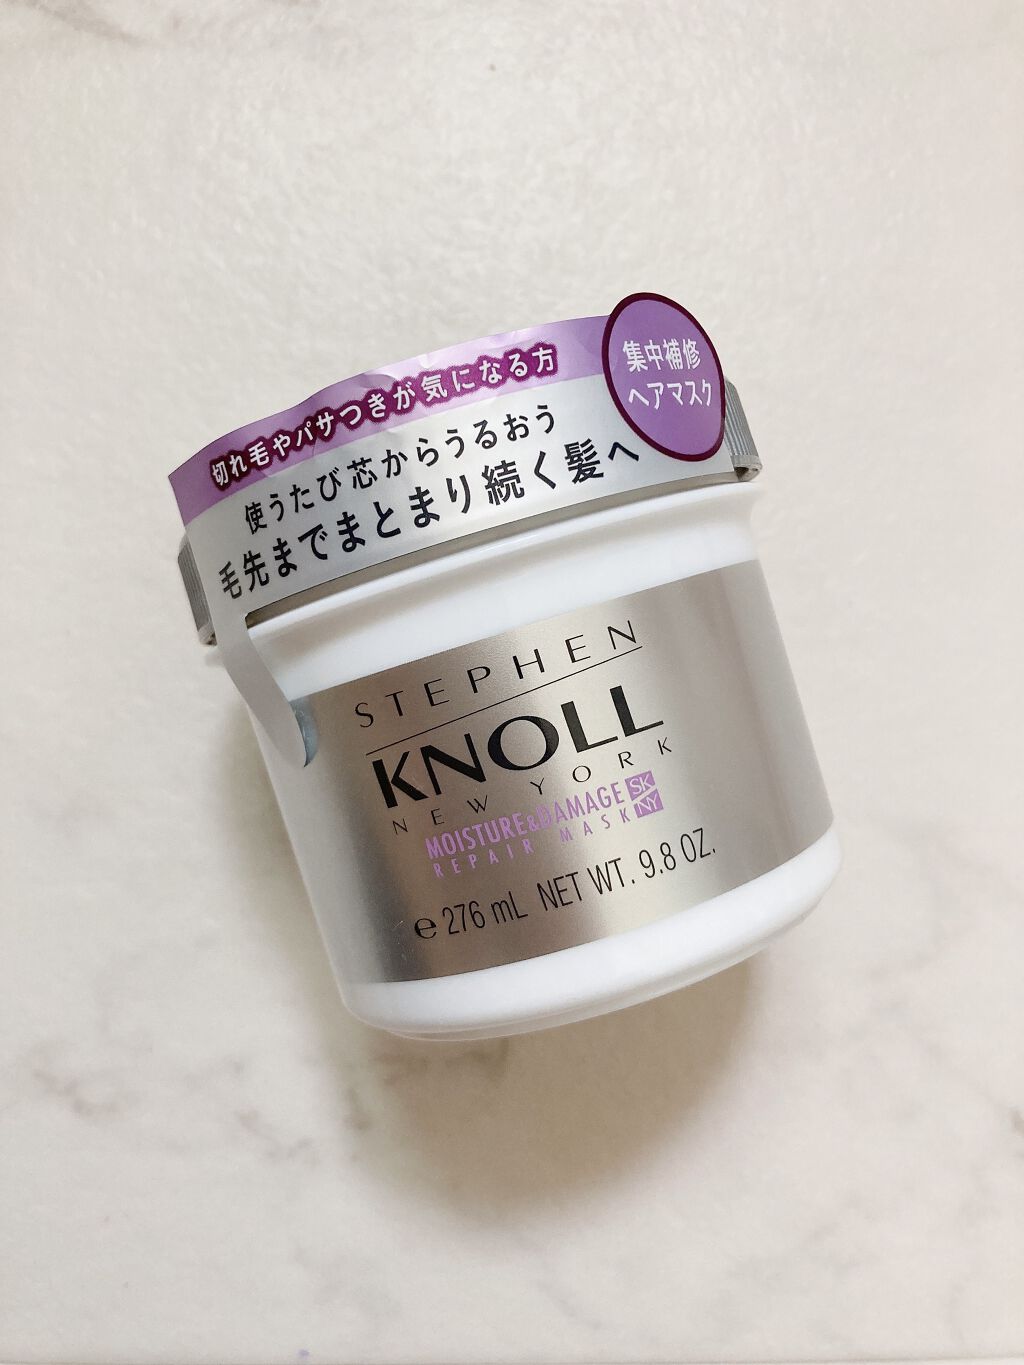 集中補修
ヘアマスク
切れ毛やパサつきが気になる方
使うたび芯からうるおう
毛先までまとまり続く髪へ
STEPHEN
KNOLL
NEW YORK
MOISTURE&DAMAGE SK
REPAIR MASK NY
e 276 mL NET WT. 9.8 OZ.